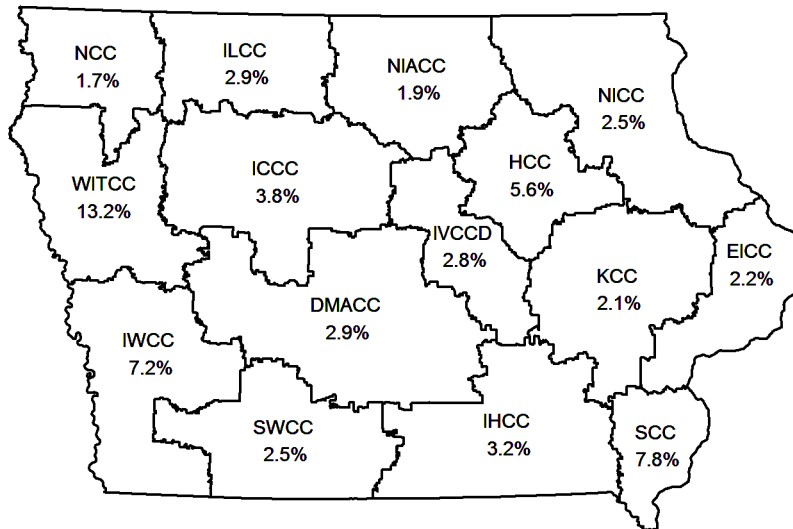 NCC
1.7%
ILCC
2.9%
NIACC
1.9%
NICC
2.5%
WITCC
13.2%
ICCC
3.8%
HCC
5.6%
IVCCD
2.8%
KCC
2.1%
EICC
2.2%
DMACC
2.9%
IWCC
7.2%
SWCC
2.5%
IHCC
3.2%
SCC
7.8%